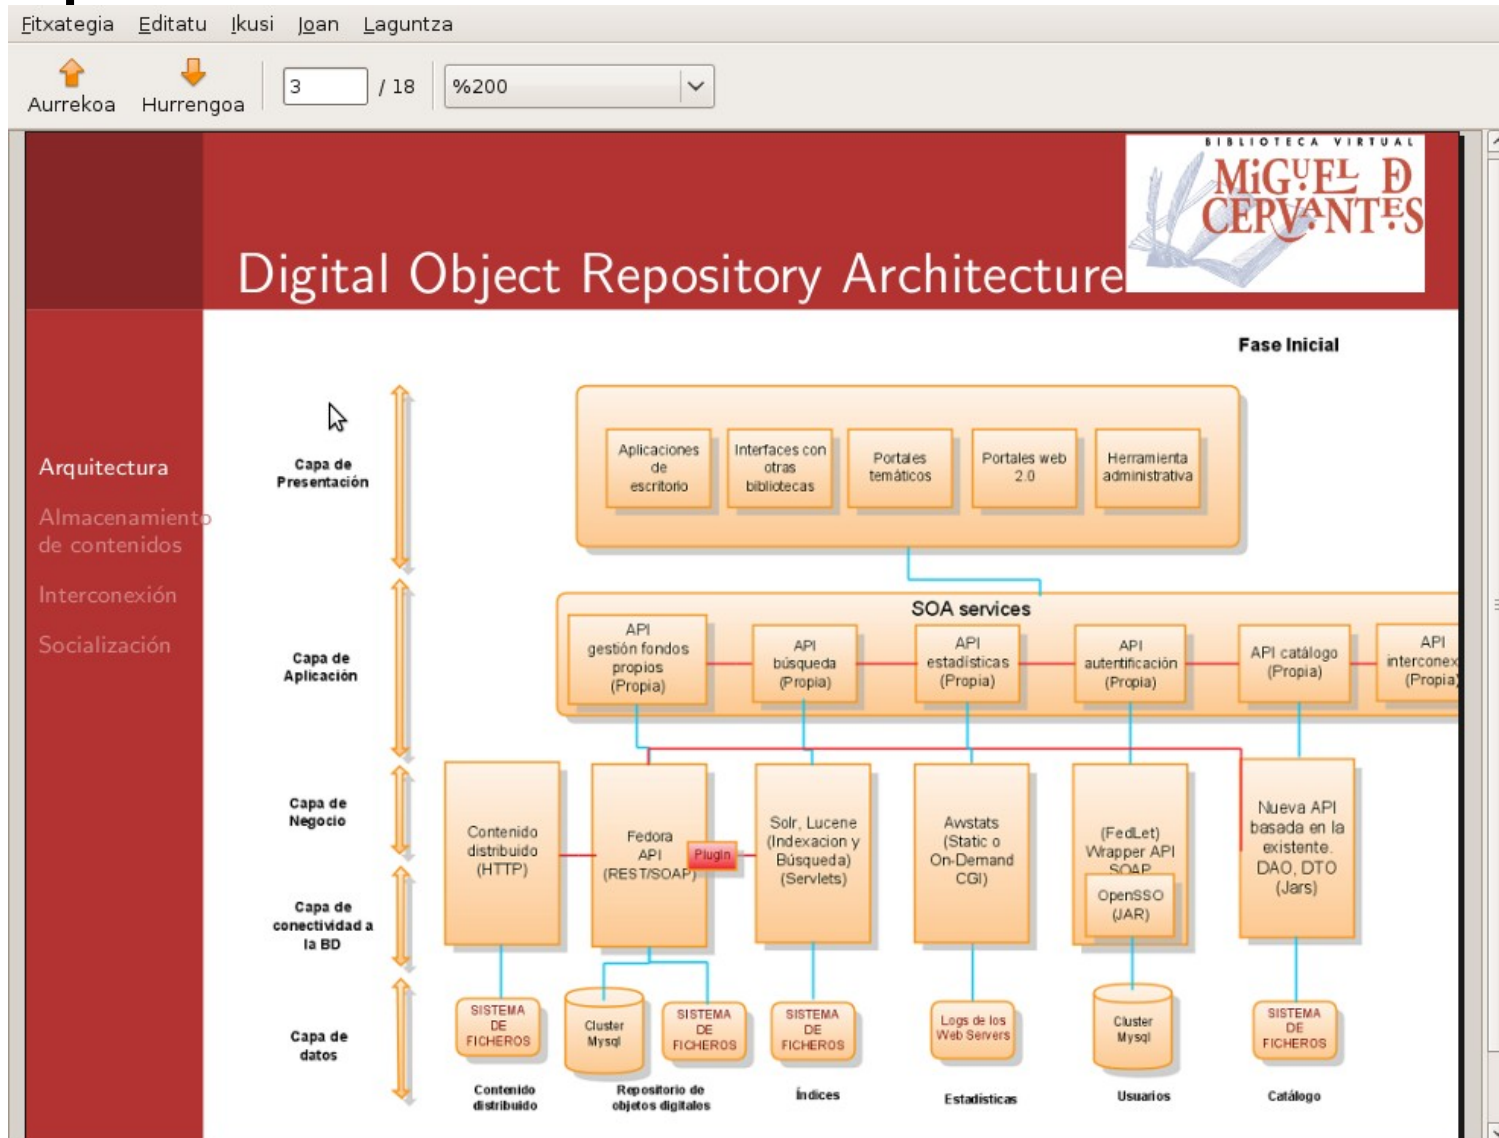 Fitxategia Editatu Ikusi Joan Laguntza
Aurrekoa Hurrengoa 3 / 18 %200
BIBLIOTECA VIRTUAL
MiGUEL D
CERVANTES
Digital Object Repository Architecture
Arquitectura
Almacenamiento
de contenidos
Interconexión
Socialización
Fase Inicial
Capa de
Presentación
Aplicaciones
de
escritorio
Interfaces con
otras
bibliotecas
Portales
temáticos
Portales web
2.0
Herramienta
administrativa
Capa de
Aplicación
SOA services
API
gestión fondos
propios
(Propia)
API
búsqueda
(Propia)
API
estadísticas
(Propia)
API
autentificación
(Propia)
API catálogo
(Propia)
API
interconex
(Propia)
Capa de
Negocio
Capa de
conectividad a
la BD
Contenido
distribuido
(HTTP)
Fedora
API
(REST/SOAP)
Plugin
Solr, Lucene
(Indexacion y
Búsqueda)
(Servlets)
Awstats
(Static o
On-Demand
CGI)
(FedLet)
Wrapper API
SOAP
OpenSSO
(JAR)
Nueva API
basada en la
existente.
DAO, DTO
(Jars)
Capa de
datos
SISTEMA
DE
FICHEROS
Cluster
Mysql
SISTEMA
DE
FICHEROS
SISTEMA
DE
FICHEROS
Logs de los
Web Servers
Cluster
Mysql
SISTEMA
DE
FICHEROS
Contenido
distribuido
Repositorio de
objetos digitales
Índices
Estadísticas
Usuarios
Catálogo